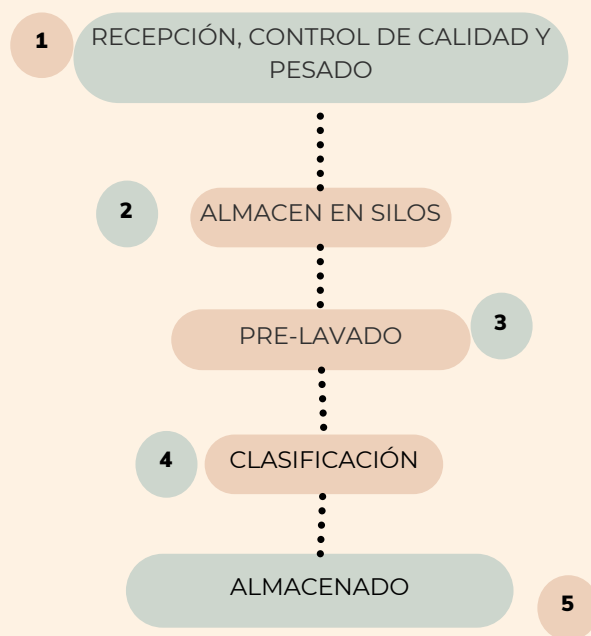 1
RECEPCIÓN, CONTROL DE CALIDAD Y
PESADO
2
ALMACEN EN SILOS
PRE-LAVADO
3
4
CLASIFICACIÓN
ALMACENADO
5